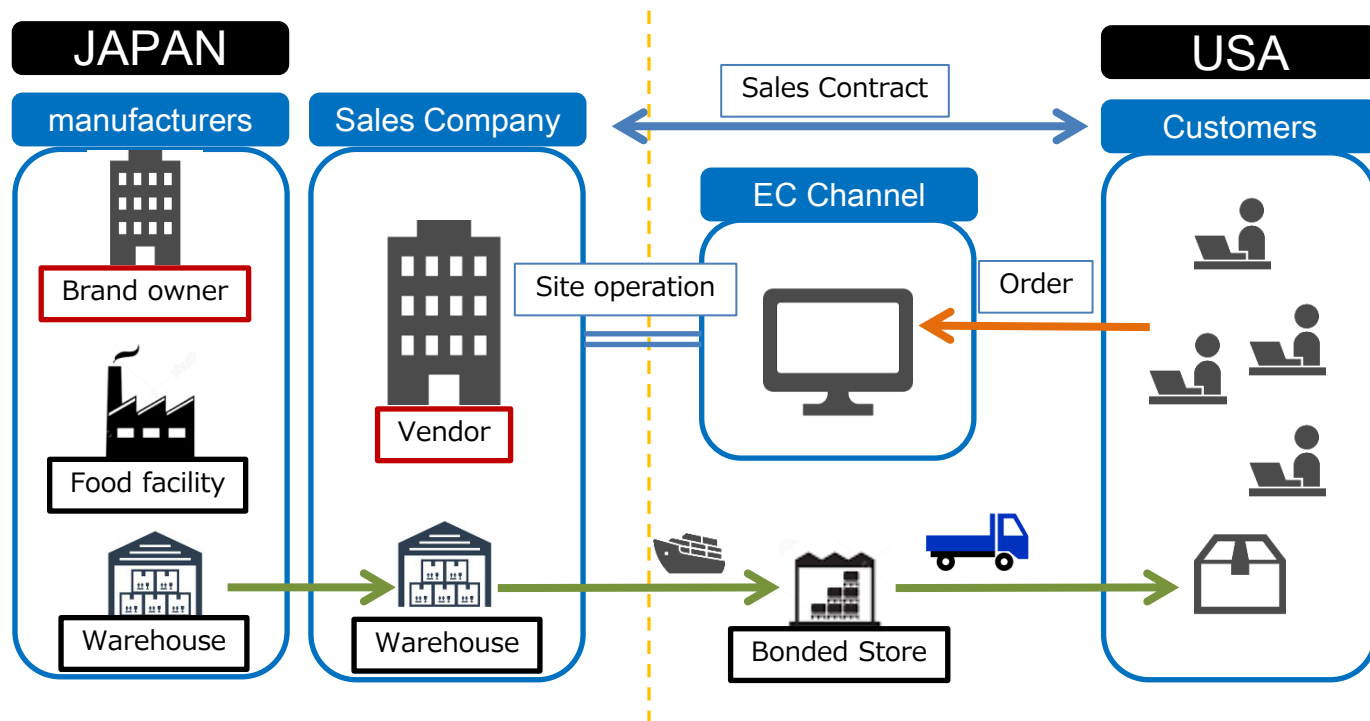 JAPAN
USA
manufacturers
Sales Company
Sales Contract
Customers
EC Channel
Brand owner
Site operation
Order
Vendor
Food facility
Warehouse
Warehouse
Bonded Store